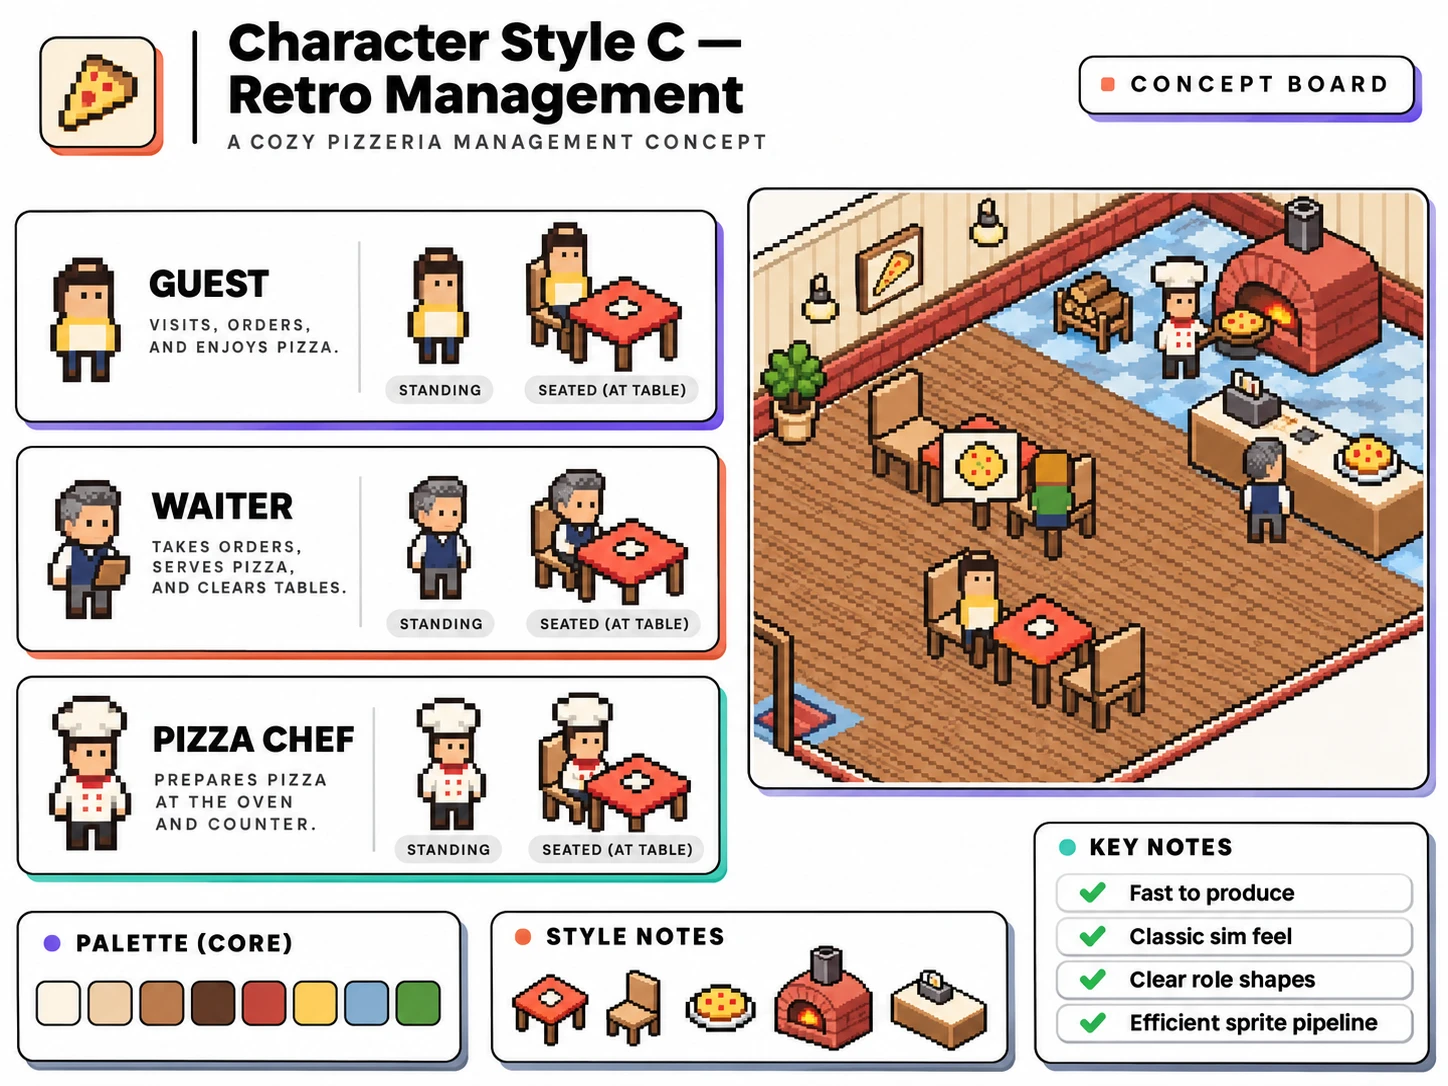 Character Style C —
Retro Management
A COZY PIZZERIA MANAGEMENT CONCEPT
CONCEPT BOARD
GUEST
VISITS, ORDERS,
AND ENJOYS PIZZA.
STANDING
SEATED (AT TABLE)
WAITER
TAKES ORDERS,
SERVES PIZZA,
AND CLEARS TABLES.
STANDING
SEATED (AT TABLE)
PIZZA CHEF
PREPARES PIZZA
AT THE OVEN
AND COUNTER.
STANDING
SEATED (AT TABLE)
PALETTE (CORE)
STYLE NOTES
KEY NOTES
Fast to produce
Classic sim feel
Clear role shapes
Efficient sprite pipeline